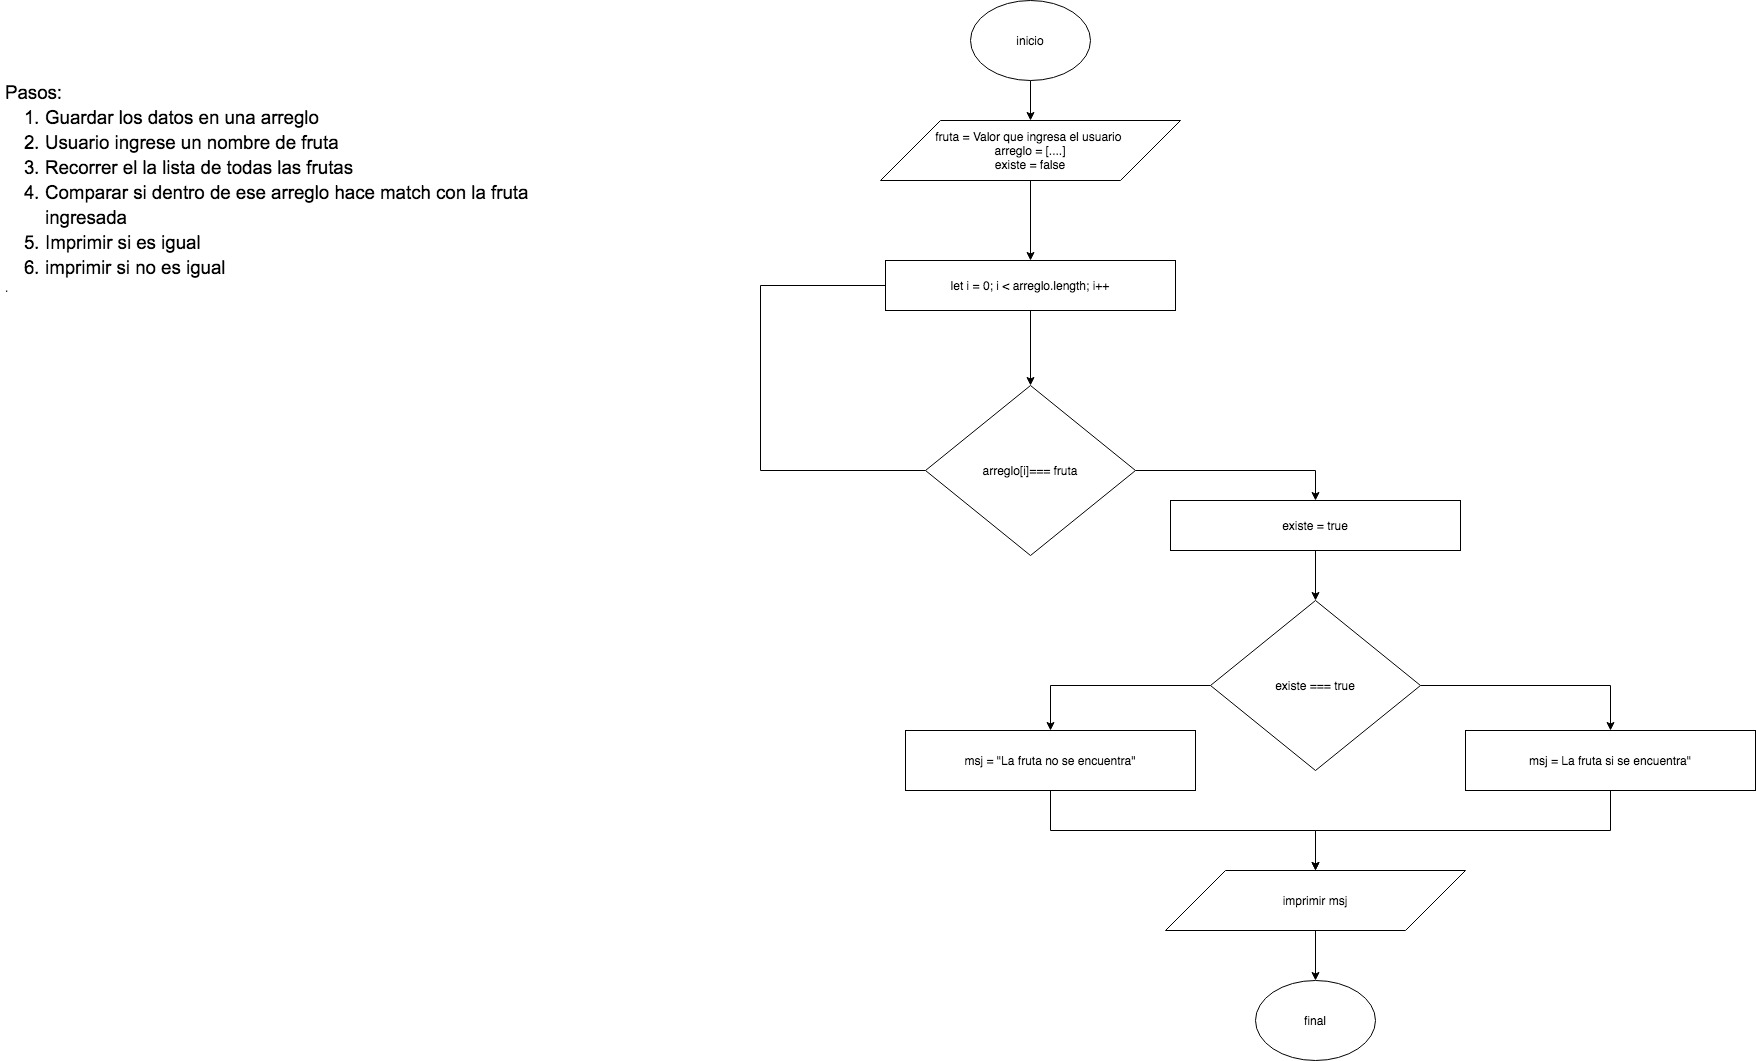 Pasos:
1. Guardar los datos en una arreglo
2. Usuario ingrese un nombre de fruta
3. Recorrer el la lista de todas las frutas
4. Comparar si dentro de ese arreglo hace match con la fruta
ingresada
5. Imprimir si es igual
6. imprimir si no es igual
.
inicio
fruta = Valor que ingresa el usuario
arreglo = [....]
existe = false
let i = 0; i < arreglo.length; i++
arreglo[i]=== fruta
existe = true
existe === true
msj = "La fruta no se encuentra"
msj = La fruta si se encuentra"
imprimir msj
final